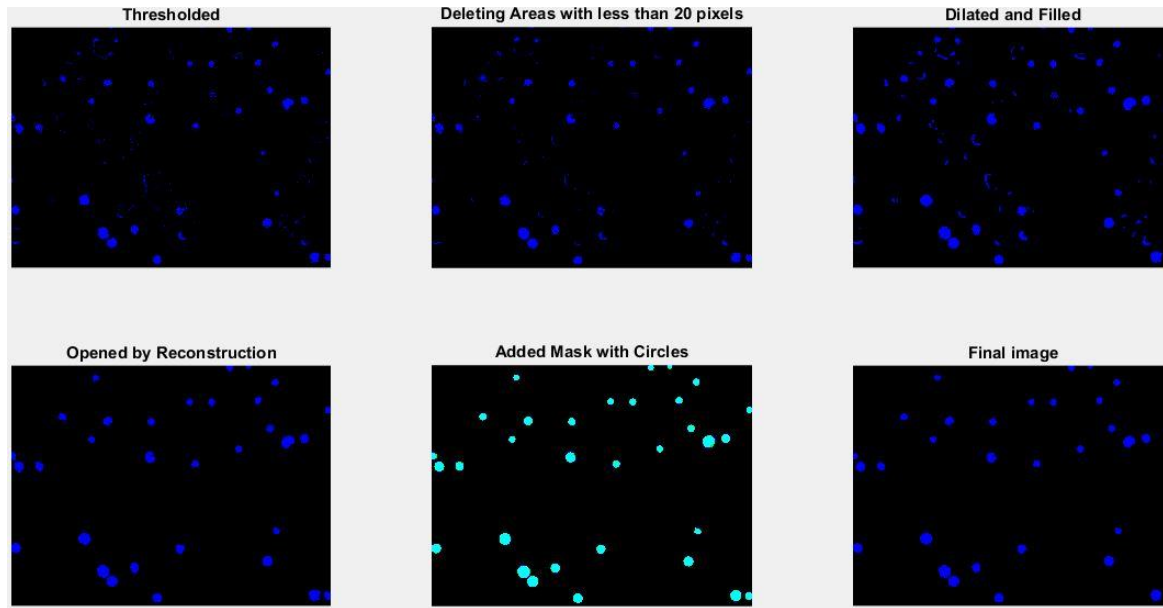 Thresholded
Deleting Areas with less than 20 pixels
Dilated and Filled
Opened by Reconstruction
Added Mask with Circles
Final image